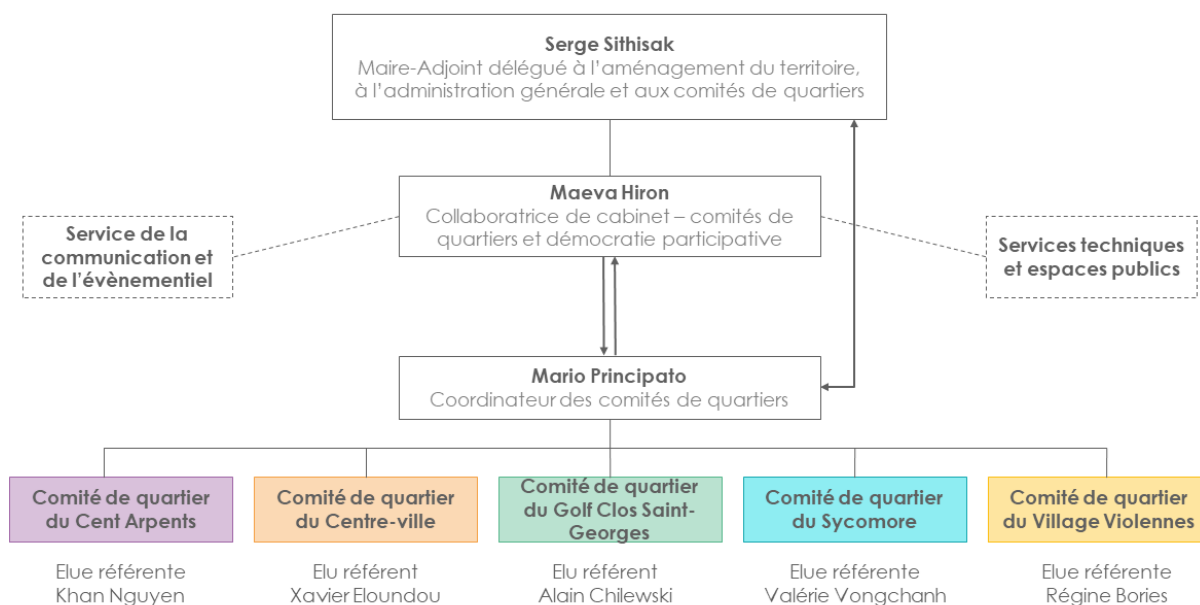 Serge Sithisak
Maire-Adjoint délégué à l'aménagement du territoire,
à l'administration générale et aux comités de quartiers
Maeva Hiron
Collaboratrice de cabinet – comités de
quartiers et démocratie participative
Service de la
communication et
de l'évènementiel
Services techniques
et espaces publics
Mario Principato
Coordinateur des comités de quartiers
Comité de quartier
du Cent Arpents
Comité de quartier
du Centre-ville
Comité de quartier
du Golf Clos Saint-
Georges
Comité de quartier
du Sycomore
Comité de quartier
du Village Violennes
Elue référente
Khan Nguyen
Elu référent
Xavier Eloundou
Elu référent
Alain Chilewski
Elue référente
Valérie Vongchanh
Elue référente
Régine Bories